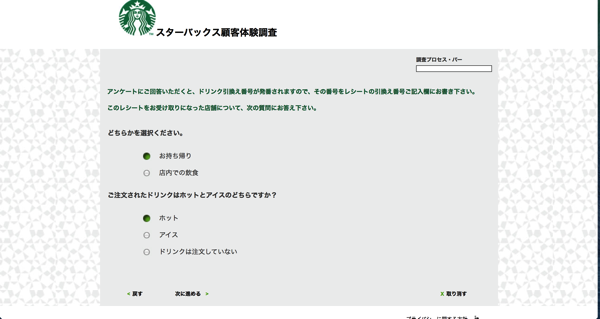 スターバックス顧客体験調査
調査プロセス・バー
アンケートにご回答いただくと、ドリンク引換え番号が発番されますので、その番号をレシートの引換え番号ご記入欄にお書き下さい。
このレシートをお受け取りになった店舗について、次の質問にお答え下さい。
どちらかを選択ください。
お持ち帰り
店内での飲食
ご注文されたドリンクはホットとアイスのどちらですか？
ホット
アイス
ドリンクは注文していない
< 戻す 次に進める > X 取り消す